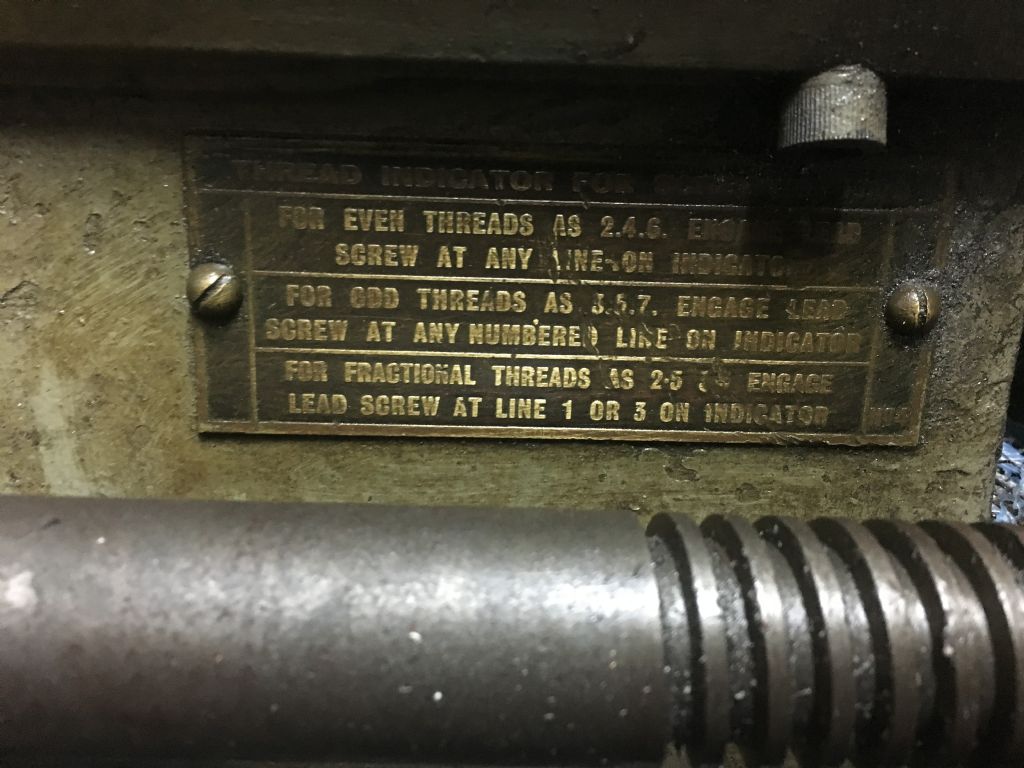 THREAD INDICATOR FOR
FOR EVEN THREADS AS 2.4.6. ENGAGE LEAD
SCREW AT ANY LINE ON INDICATOR
FOR ODD THREADS AS 3.5.7. ENGAGE LEAD
SCREW AT ANY NUMBERED LINE ON INDICATOR
FOR FRACTIONAL THREADS AS ENGAGE
LEAD SCREW AT LINE 1 OR 3 ON INDICATOR